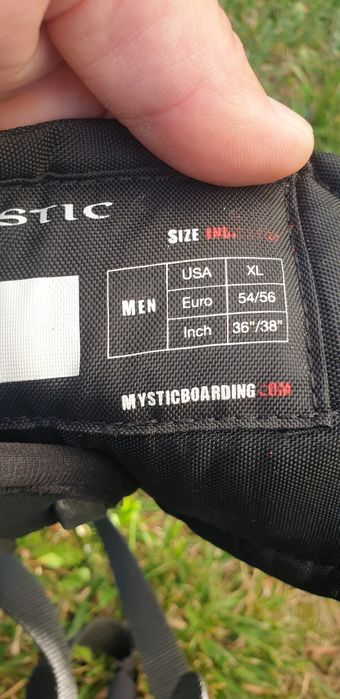 STIC
SIZE
MEN
USA XL
Euro 54/56
Inch 36"/38"
MYSTICBOARDING.COM